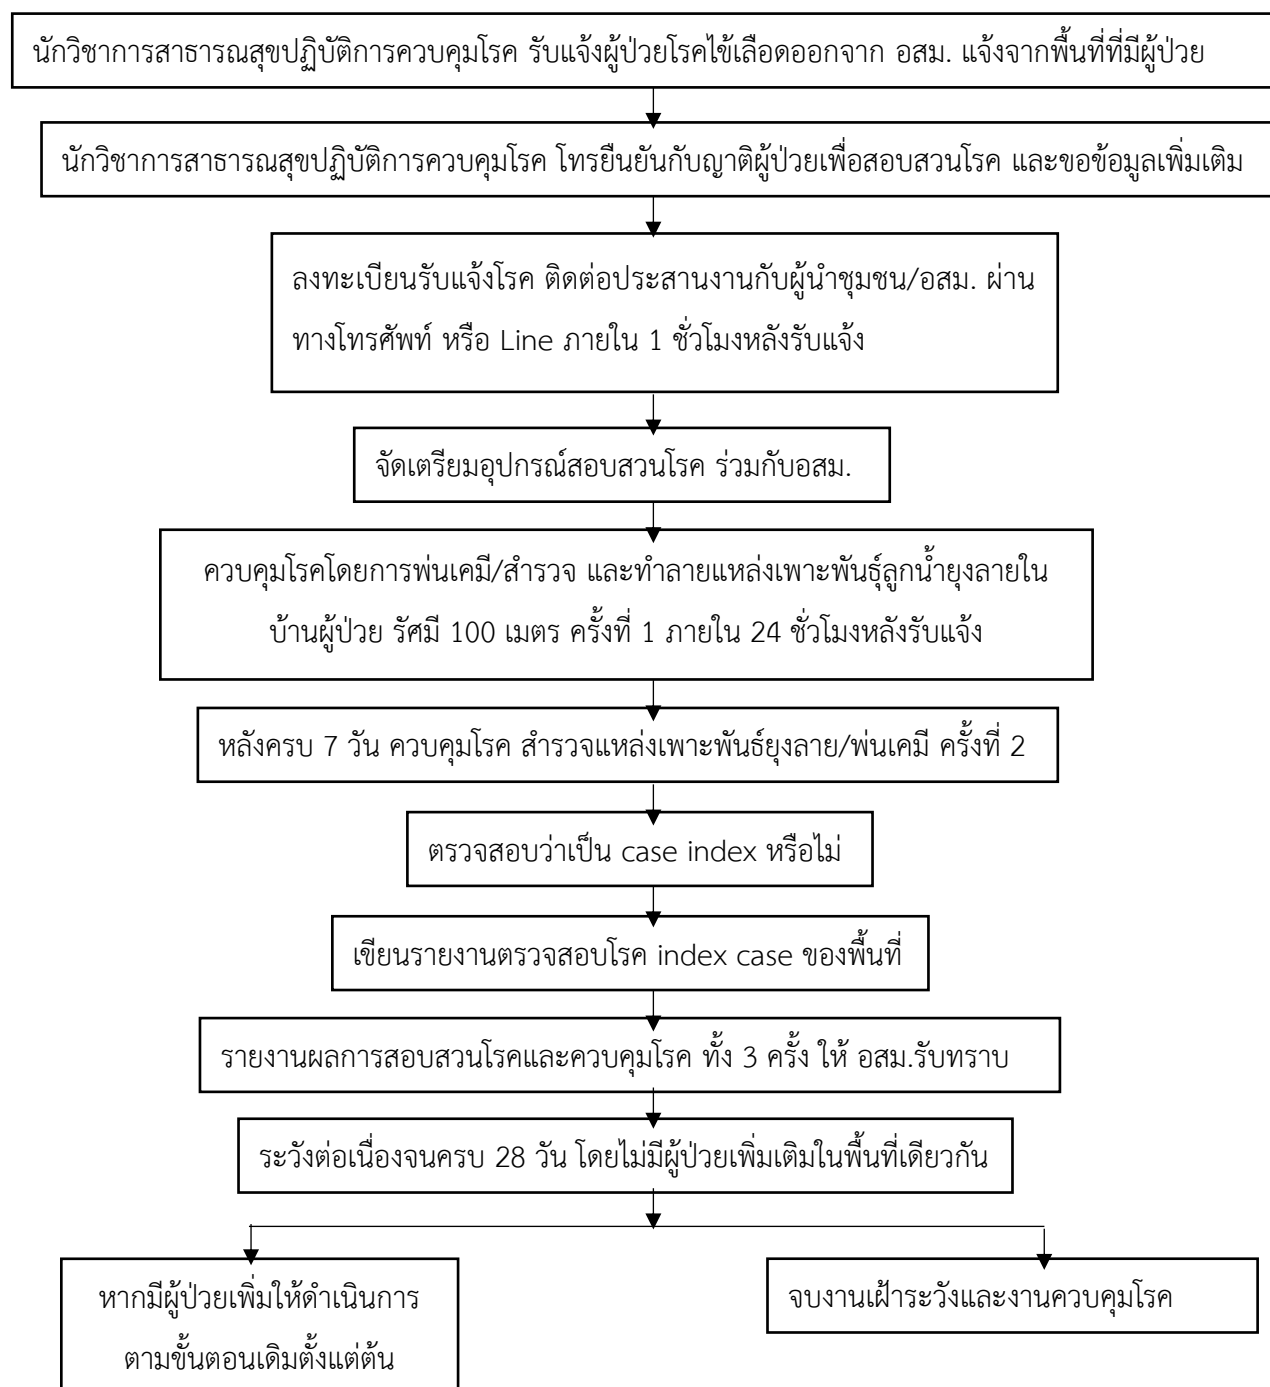 นักวิชาการสาธารณสุขปฏิบัติการควบคุมโรค รับแจ้งผู้ป่วยโรคไข้เลือดออกจาก อสม. แจ้งจากพื้นที่ที่มีผู้ป่วย
นักวิชาการสาธารณสุขปฏิบัติการควบคุมโรค โทรยืนยันกับญาติผู้ป่วยเพื่อสอบสวนโรค และขอข้อมูลเพิ่มเติม
ลงทะเบียนรับแจ้งโรค ติดต่อประสานงานกับผู้นำชุมชน/อสม. ผ่าน
ทางโทรศัพท์ หรือ Line ภายใน 1 ชั่วโมงหลังรับแจ้ง
จัดเตรียมอุปกรณ์สอบสวนโรค ร่วมกับอสม.
ควบคุมโรคโดยการพ่นเคมี/สำรวจ และทำลายแหล่งเพาะพันธุ์ลูกน้ำยุงลายใน
บ้านผู้ป่วย รัศมี 100 เมตร ครั้งที่ 1 ภายใน 24 ชั่วโมงหลังรับแจ้ง
หลังครบ 7 วัน ควบคุมโรค สำรวจแหล่งเพาะพันธ์ยุงลาย/พ่นเคมี ครั้งที่ 2
ตรวจสอบว่าเป็น case index หรือไม่
เขียนรายงานตรวจสอบโรค index case ของพื้นที่
รายงานผลการสอบสวนโรคและควบคุมโรค ทั้ง 3 ครั้ง ให้ อสม.รับทราบ
ระวังต่อเนื่องจนครบ 28 วัน โดยไม่มีผู้ป่วยเพิ่มเติมในพื้นที่เดียวกัน
หากมีผู้ป่วยเพิ่มให้ดำเนินการ
ตามขั้นตอนเดิมตั้งแต่ต้น
จบงานเฝ้าระวังและงานควบคุมโรค